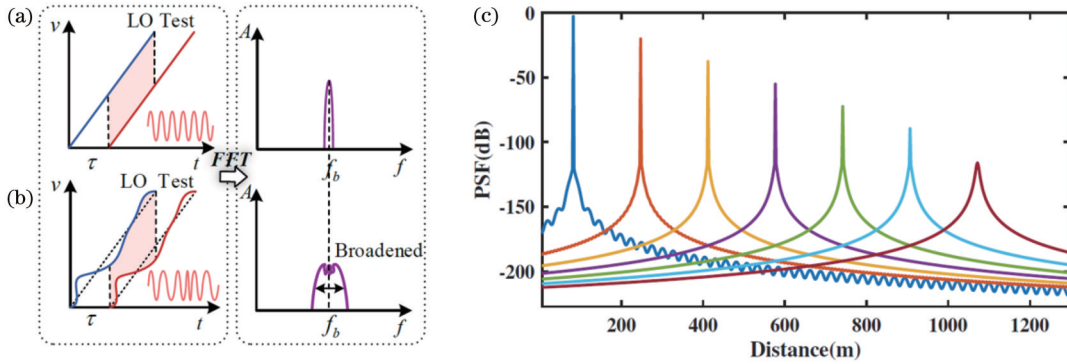 (a)
v
LO Test
τ
t
A
f_b
f
FFT
(b)
v
LO Test
τ
t
A
Broadened
f_b
f
(c)
PSF(dB)
0
-50
-100
-150
-200
200 400 600 800 1000 1200
Distance(m)